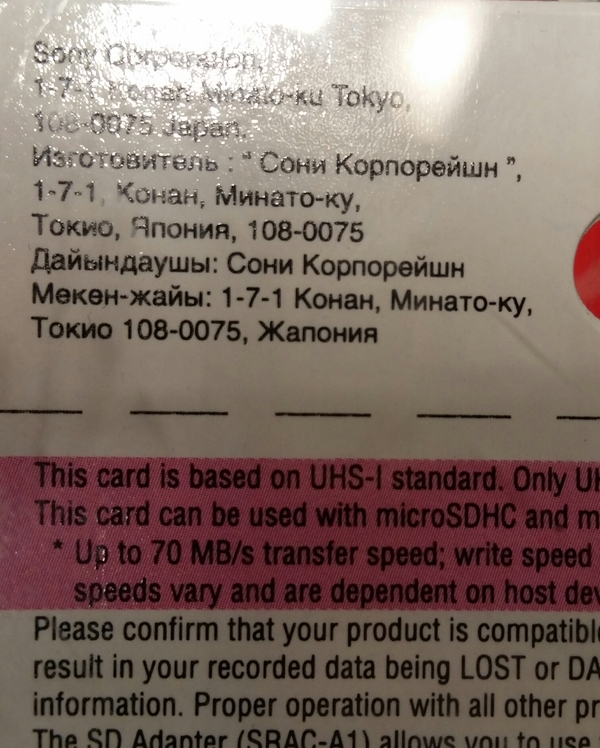 Sony Corporation,
1-7-1 Konan Minato-ku Tokyo,
108-0075 Japan.
Изготовитель : " Сони Корпорейшн ",
1-7-1, Конан, Минато-ку,
Токио, Япония, 108-0075
Дайындаушы: Сони Корпорейшн
Мекен-жайы: 1-7-1 Конан, Минато-ку,
Токио 108-0075, Жапония
This card is based on UHS-I standard. Only
This card can be used with microSDHC and
* Up to 70 MB/s transfer speed; write speed
speeds vary and are dependent on host
Please confirm that your product is
result in your recorded data being LOST or
information. Proper operation with all other
The SD Adapter (SRAC-A1) allows you to use